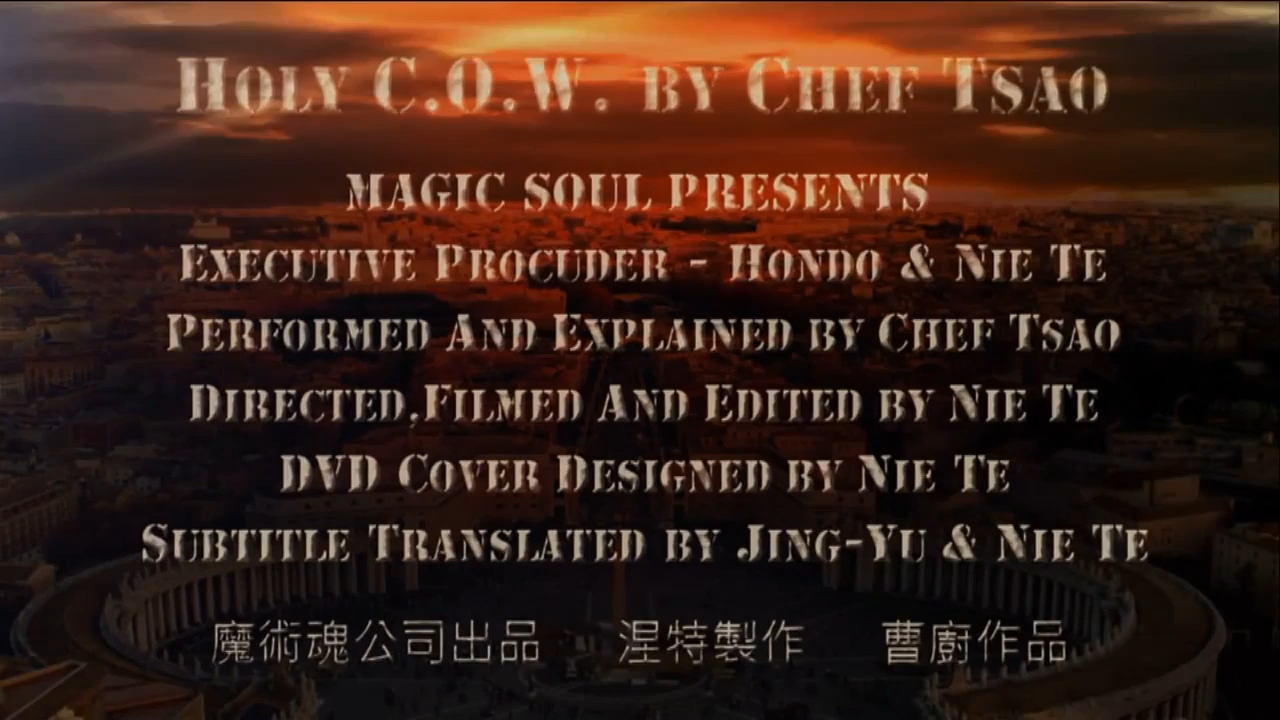 Holy C.O.W. by Chef Tsao
MAGIC SOUL PRESENTS
Executive Procuder - Hondo & Nie Te
Performed And Explained by Chef Tsao
Directed,Filmed And Edited by Nie Te
DVD Cover Designed by Nie Te
Subtitle Translated by Jing-Yu & Nie Te
魔術魂公司出品 涅特製作 曹廚作品